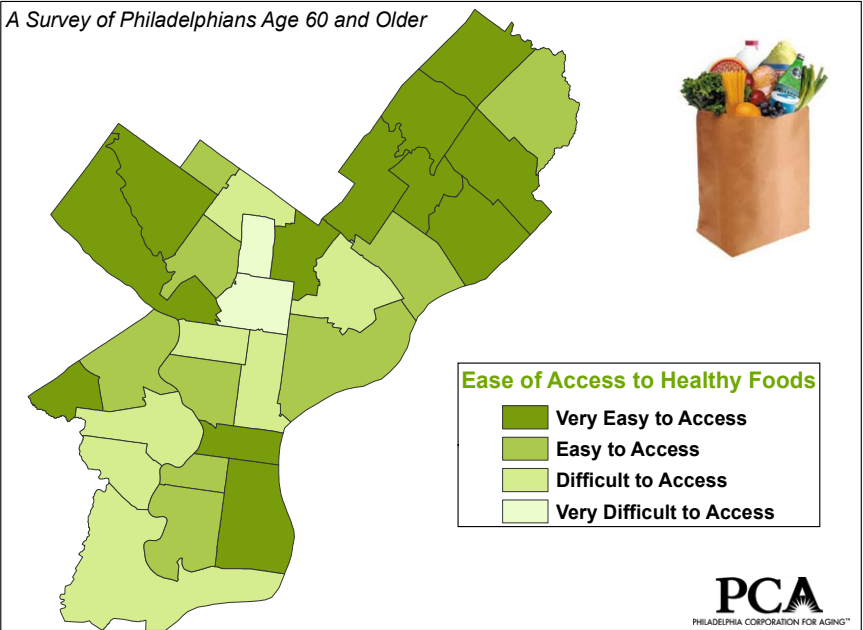 A Survey of Philadelphians Age 60 and Older
Ease of Access to Healthy Foods
Very Easy to Access
Easy to Access
Difficult to Access
Very Difficult to Access
PCA
PHILADELPHIA CORPORATION FOR AGING™